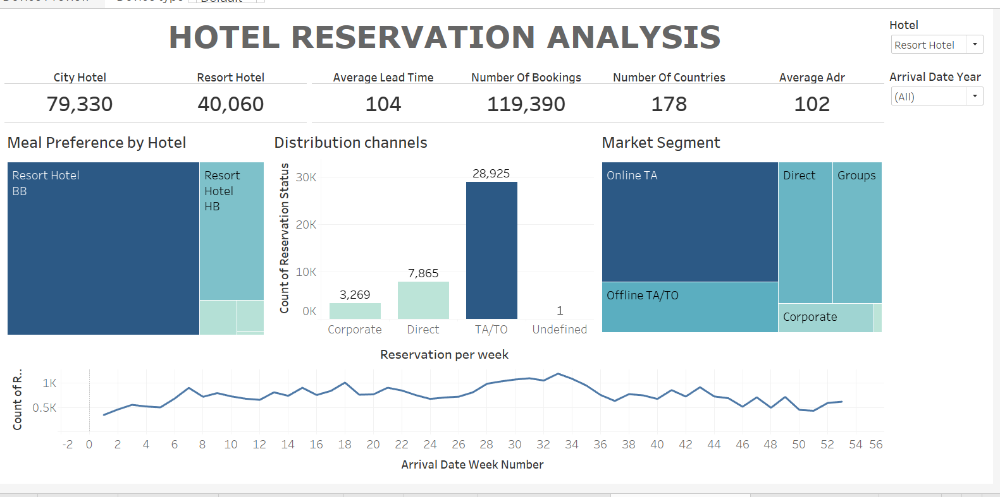 Device type
Default
HOTEL RESERVATION ANALYSIS
Hotel
Resort Hotel
Arrival Date Year
(All)
City Hotel
79,330
Resort Hotel
40,060
Average Lead Time
104
Number Of Bookings
119,390
Number Of Countries
178
Average Adr
102
Meal Preference by Hotel
Resort Hotel
BB
Resort
Hotel
HB
Distribution channels
Count of Reservation Status
30K
20K
10K
0K
3,269
7,865
28,925
1
Corporate
Direct
TA/TO
Undefined
Market Segment
Online TA
Offline TA/TO
Direct
Groups
Corporate
Reservation per week
Count of R..
1K
0.5K
-2 0 2 4 6 8 10 12 14 16 18 20 22 24 26 28 30 32 34 36 38 40 42 44 46 48 50 52 54 56
Arrival Date Week Number